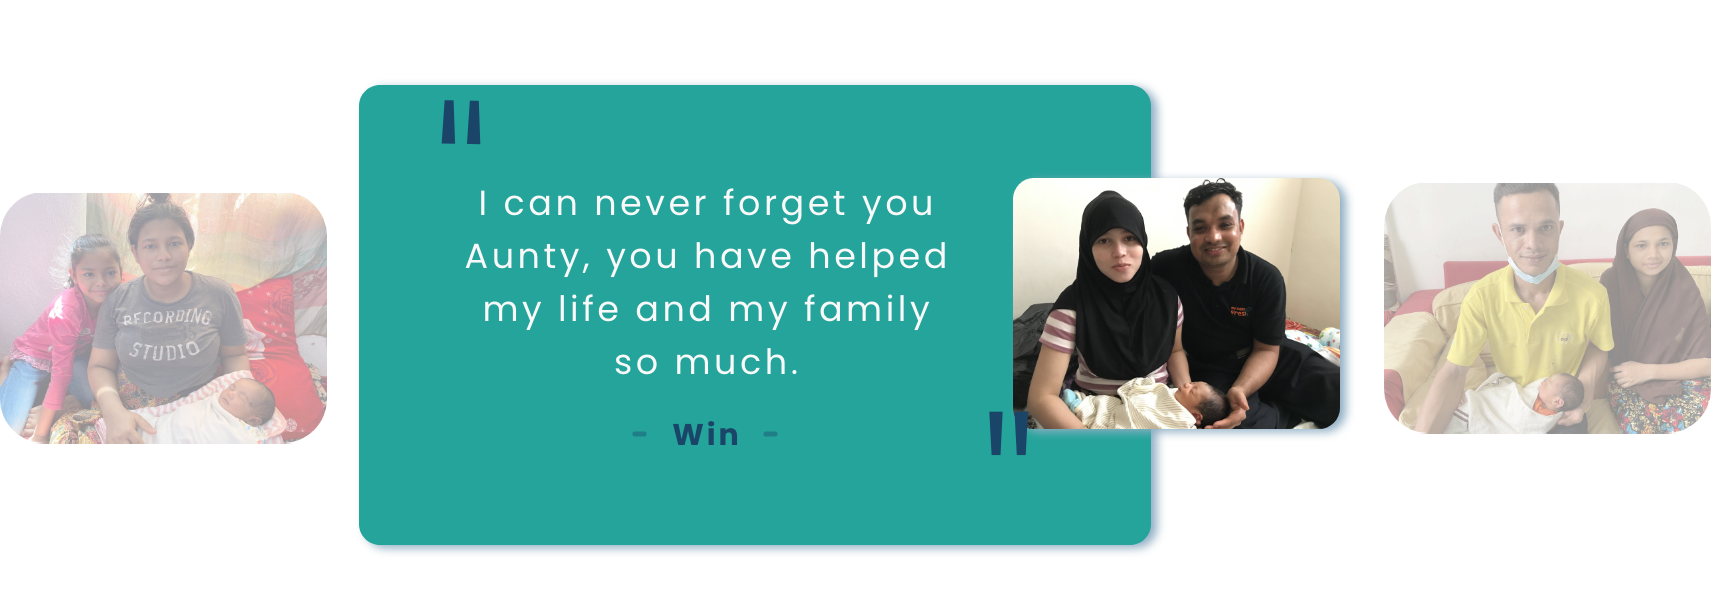 "
I can never forget you
Aunty, you have helped
my life and my family
so much.
- Win -
"
RECORDING
STUDIO